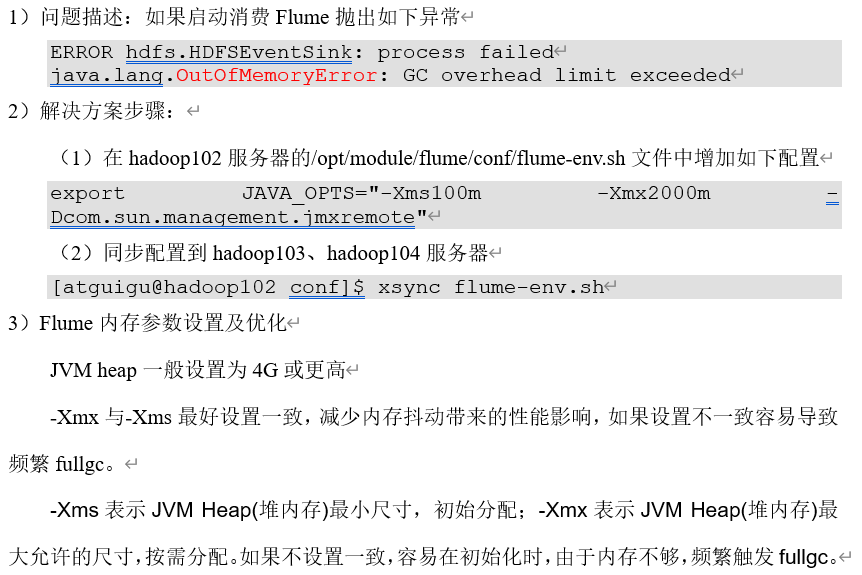 1）问题描述：如果启动消费 Flume 抛出如下异常
ERROR hdfs.HDFSEventSink: process failed
java.lang.OutOfMemoryError: GC overhead limit exceeded
2）解决方案步骤：
（1）在 hadoop102 服务器的/opt/module/flume/conf/flume-env.sh 文件中增加如下配置
export JAVA_OPTS="-Xms100m -Xmx2000m -
Dcom.sun.management.jmxremote"
（2）同步配置到 hadoop103、hadoop104 服务器
[atguigu@hadoop102 conf]$ xsync flume-env.sh
3）Flume 内存参数设置及优化
JVM heap 一般设置为 4G 或更高
-Xmx 与-Xms 最好设置一致，减少内存抖动带来的性能影响，如果设置不一致容易导致
频繁 fullgc。
-Xms 表示 JVM Heap(堆内存)最小尺寸，初始分配；-Xmx 表示 JVM Heap(堆内存)最
大允许的尺寸，按需分配。如果不设置一致，容易在初始化时，由于内存不够，频繁触发 fullgc。